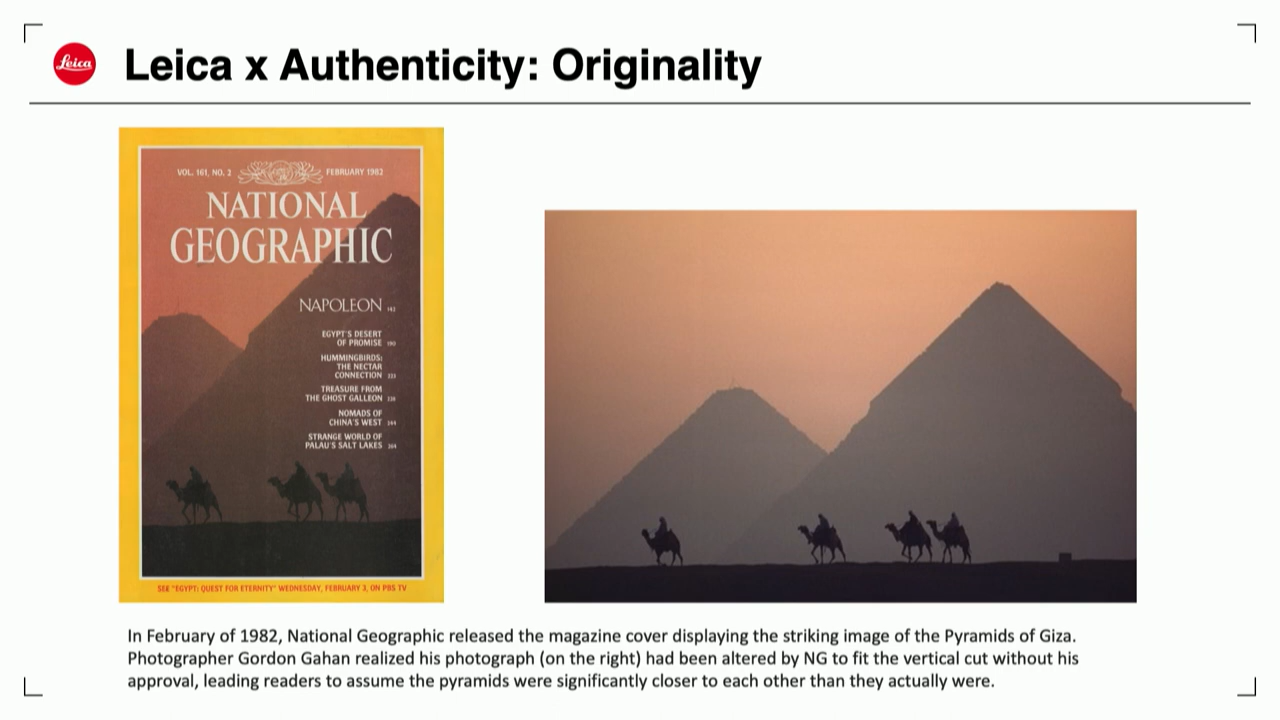 Leica
Leica x Authenticity: Originality
VOL. 161, NO. 2
FEBRUARY 1982
NATIONAL
GEOGRAPHIC
NAPOLEON 142
EGYPT'S DESERT
OF PROMISE 190
HUMMINGBIRDS:
THE NECTAR
CONNECTION 223
TREASURE FROM
THE GHOST GALLEON
NOMADS OF
CHINA'S WEST 244
STRANGE WORLD OF
PALAU'S SALT LAKES 264
SEE "EGYPT: QUEST FOR ETERNITY" WEDNESDAY, FEBRUARY 3, ON PBS TV
In February of 1982, National Geographic released the magazine cover displaying the striking image of the Pyramids of Giza.
Photographer Gordon Gahan realized his photograph (on the right) had been altered by NG to fit the vertical cut without his
approval, leading readers to assume the pyramids were significantly closer to each other than they actually were.